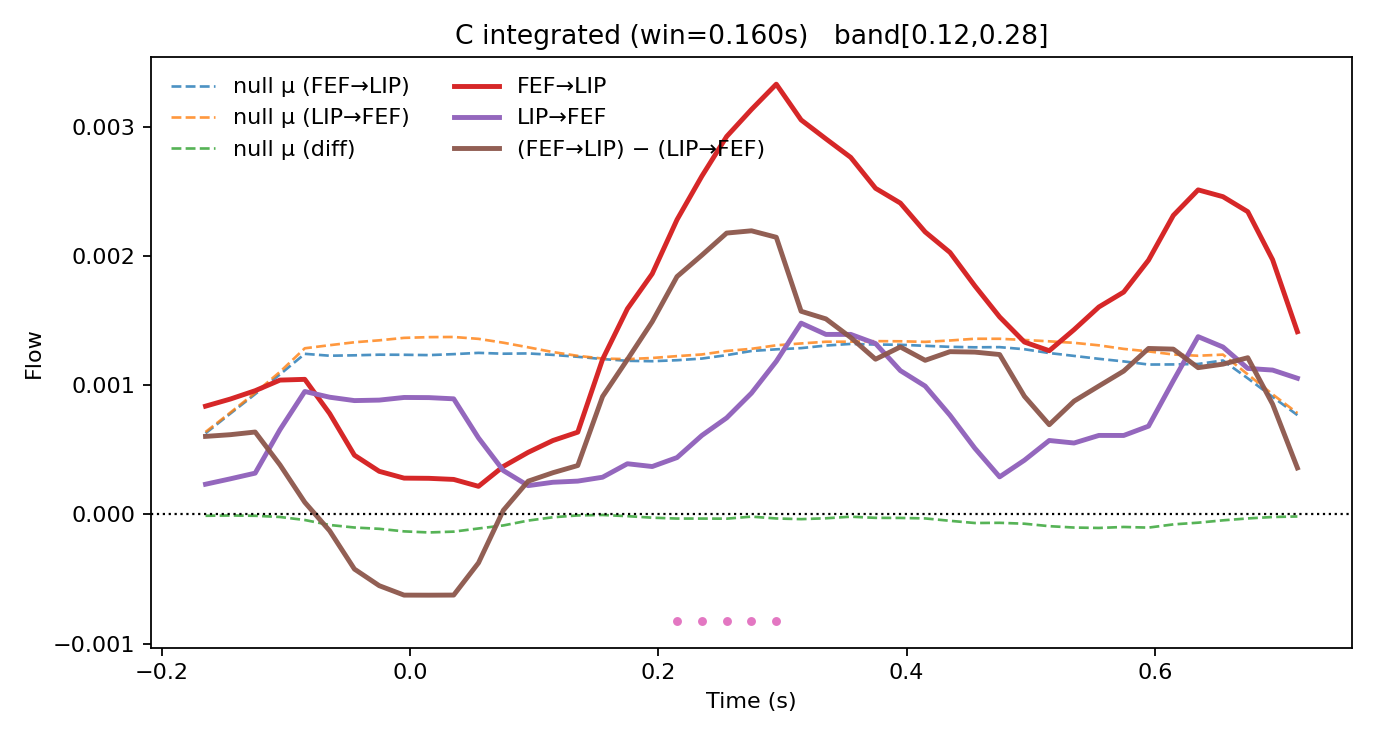 C integrated (win=0.160s)   band[0.12,0.28]
null μ (FEF→LIP)
null μ (LIP→FEF)
null μ (diff)
FEF→LIP
LIP→FEF
(FEF→LIP) − (LIP→FEF)
Flow
0.003
0.002
0.001
0.000
−0.001
−0.2
0.0
0.2
0.4
0.6
Time (s)